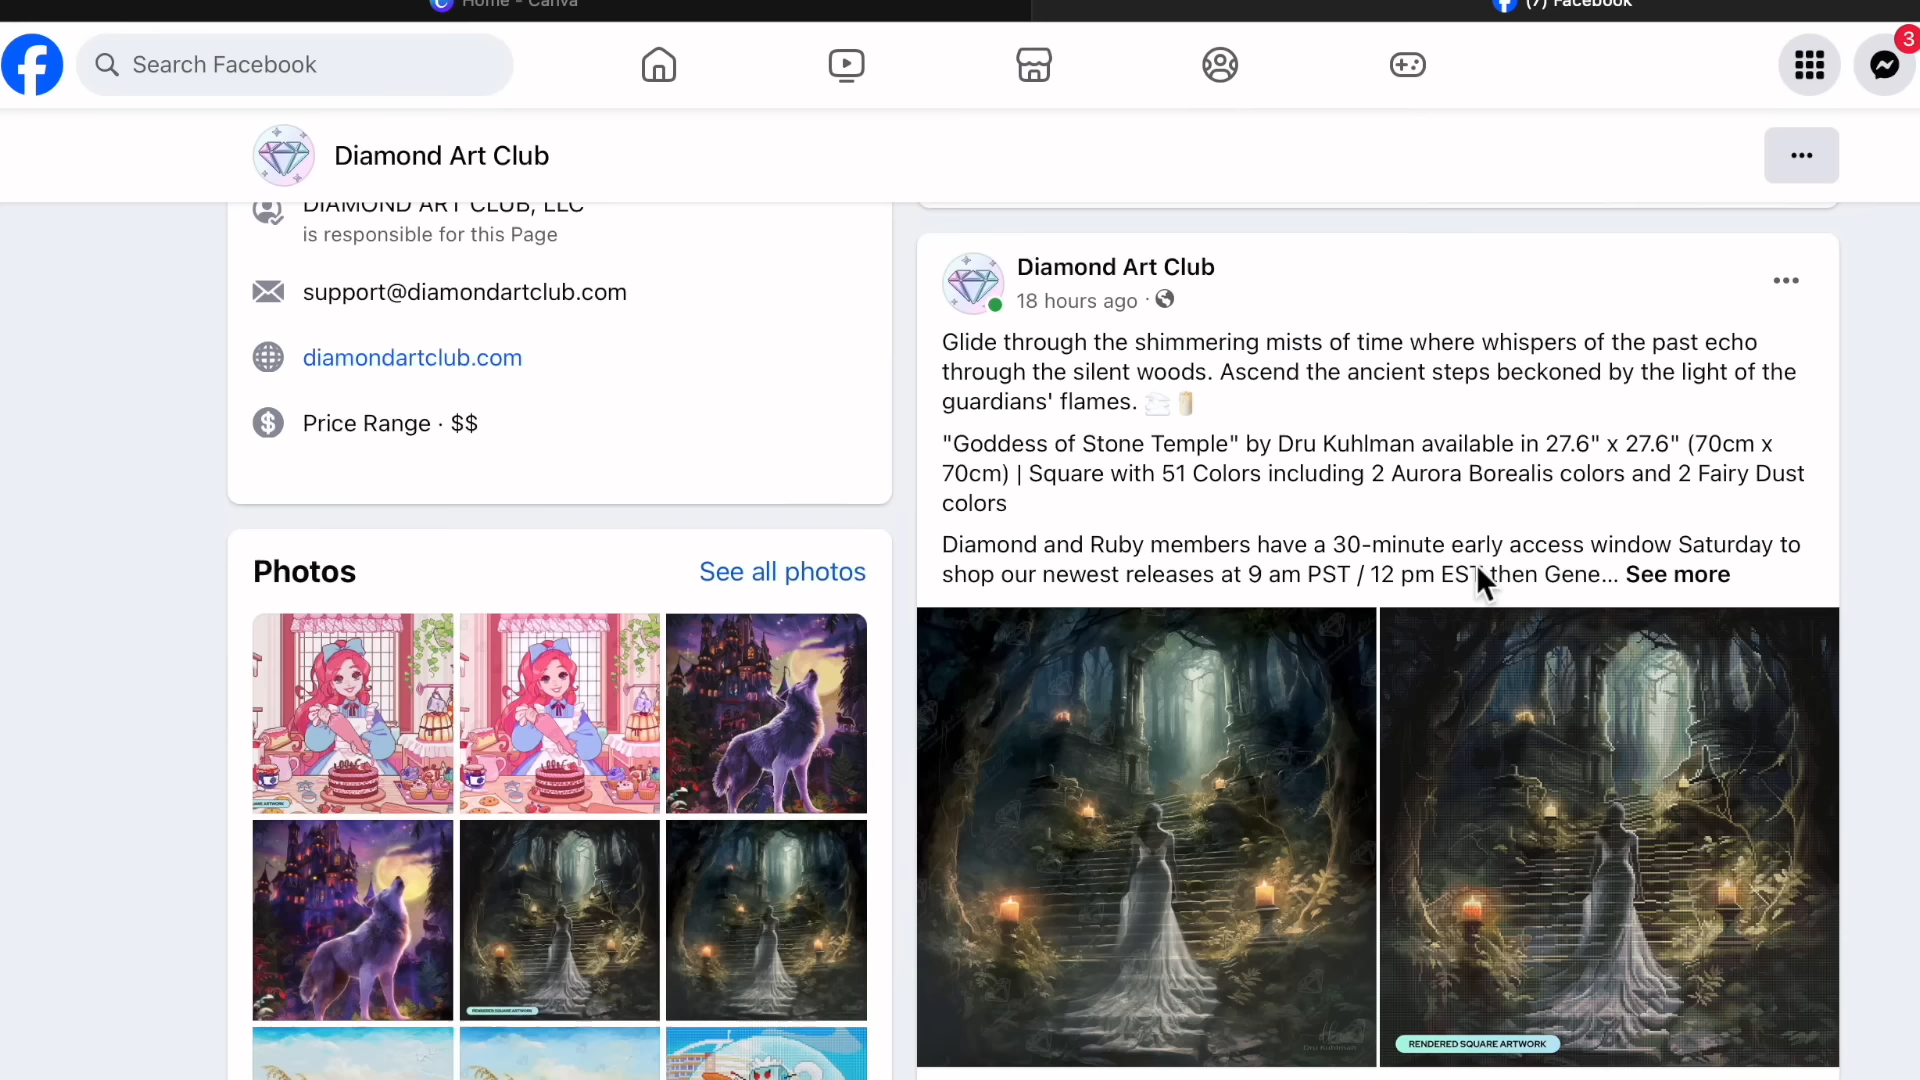 Home - Canva
(7) Facebook
Search Facebook
3
Diamond Art Club
DIAMOND ART CLUB, LLC
is responsible for this Page
support@diamondartclub.com
diamondartclub.com
Price Range · $$
Photos
See all photos
RENDERED SQUARE ARTWORK
Diamond Art Club
18 hours ago ·
Glide through the shimmering mists of time where whispers of the past echo
through the silent woods. Ascend the ancient steps beckoned by the light of the
guardians' flames.
"Goddess of Stone Temple" by Dru Kuhlman available in 27.6" x 27.6" (70cm x
70cm) | Square with 51 Colors including 2 Aurora Borealis colors and 2 Fairy Dust
colors
Diamond and Ruby members have a 30-minute early access window Saturday to
shop our newest releases at 9 am PST / 12 pm EST then Gene... See more
Dru Kuhlman
RENDERED SQUARE ARTWORK